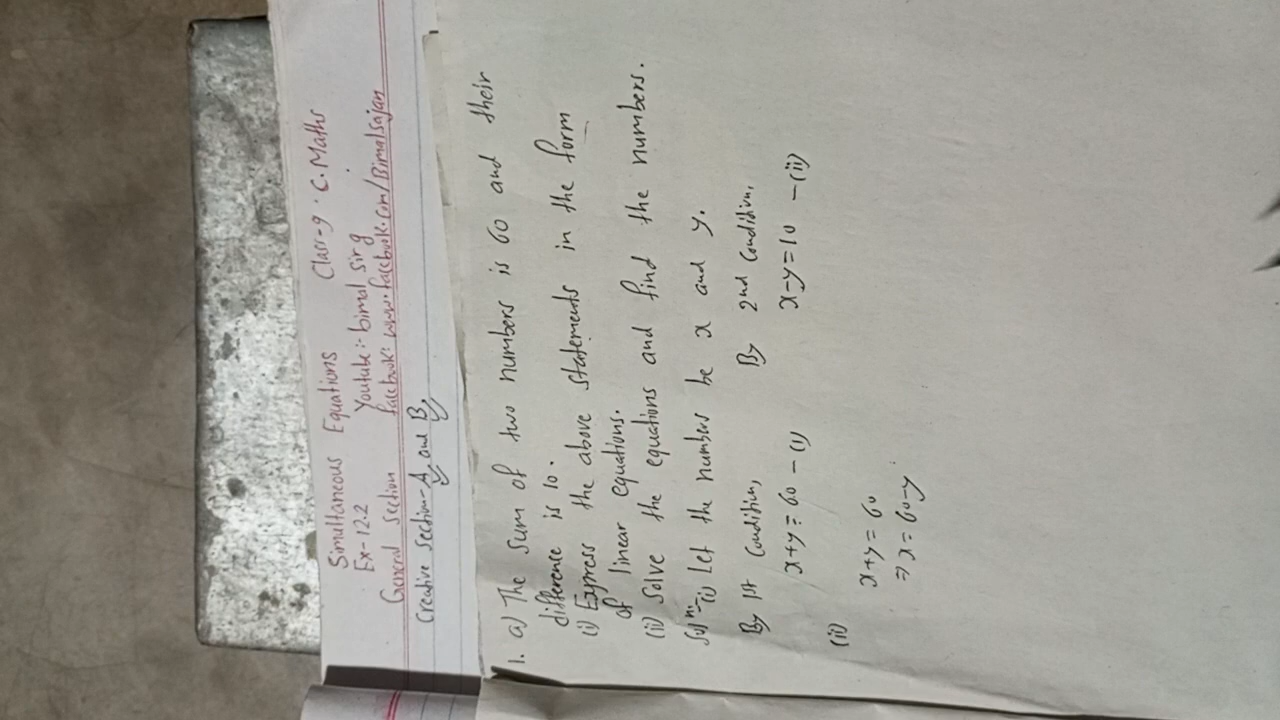 Simultaneous Equations Class-9. C.Maths
Ex-12.2 Youtube:- bimal sir g
General section facebook: www.facebook.com/Bimalsajan
Creative section-A and B.
1. a) The sum of two numbers is 60 and their
difference is 10.
(i) Express the above statements in the form
of linear equations.
(ii) Solve the equations and find the numbers.
Solⁿ:- (i) Let the numbers be x and y.
By 1st Condition, By 2nd Condition,
x+y=60 -(i) x-y=10 -(ii)
(ii)
x+y=60
⇒ x=60-y